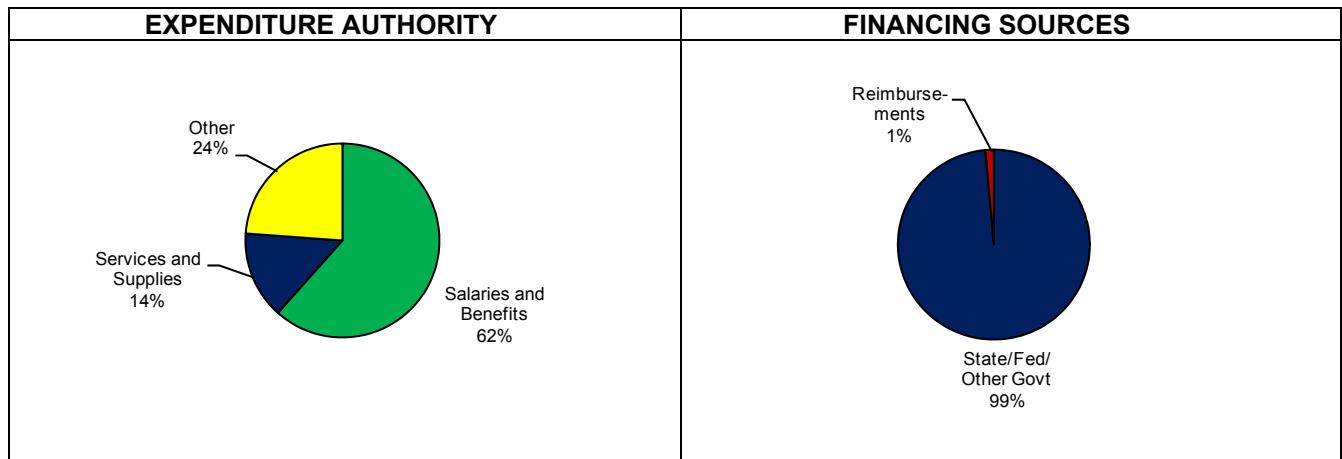 EXPENDITURE AUTHORITY
Other
24%
Services and
Supplies
14%
Salaries and
Benefits
62%
FINANCING SOURCES
Reimburse-
ments
1%
State/Fed/
Other Govt
99%